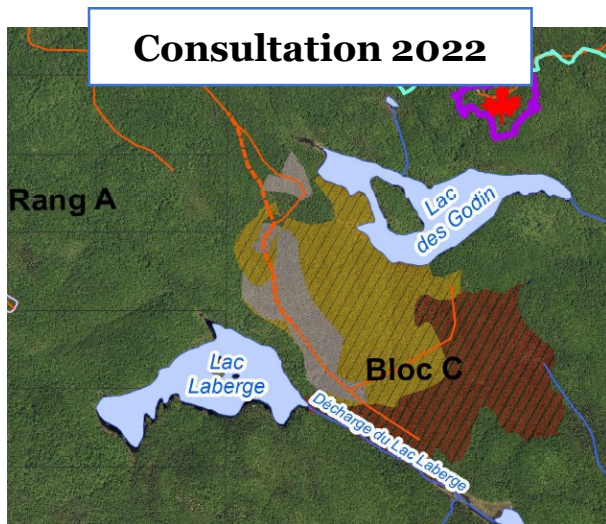 Consultation 2022
Rang A
Lac
des Godin
Lac
Laberge
Bloc C
Décharge du Lac Laberge